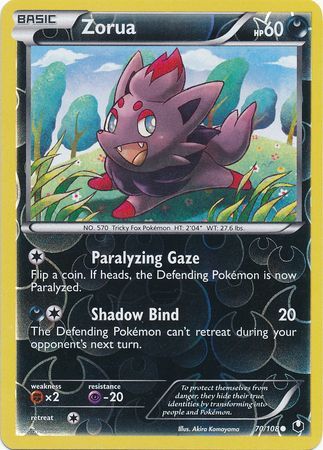 BASIC
Zorua
HP60
NO. 570 Tricky Fox Pokémon HT: 2'04" WT: 27.6 lbs.
Paralyzing Gaze
Flip a coin. If heads, the Defending Pokémon is now
Paralyzed.
Shadow Bind 20
The Defending Pokémon can't retreat during your
opponent's next turn.
weakness
×2
resistance
-20
retreat
To protect themselves from
danger, they hide their true
identities by transforming into
people and Pokémon.
Illus. Akira Komayama
70/108